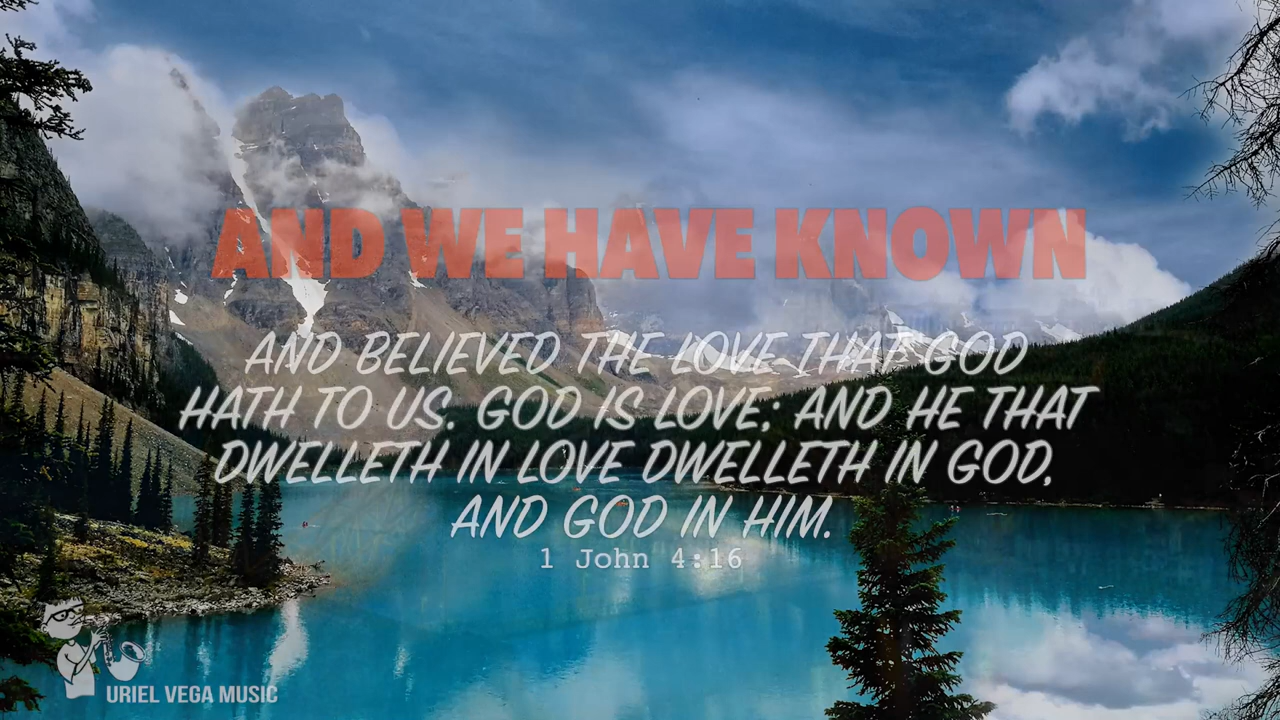 AND WE HAVE KNOWN
AND BELIEVED THE LOVE THAT GOD
HATH TO US. GOD IS LOVE; AND HE THAT
DWELLETH IN LOVE DWELLETH IN GOD,
AND GOD IN HIM.
1 John 4:16
URIEL VEGA MUSIC